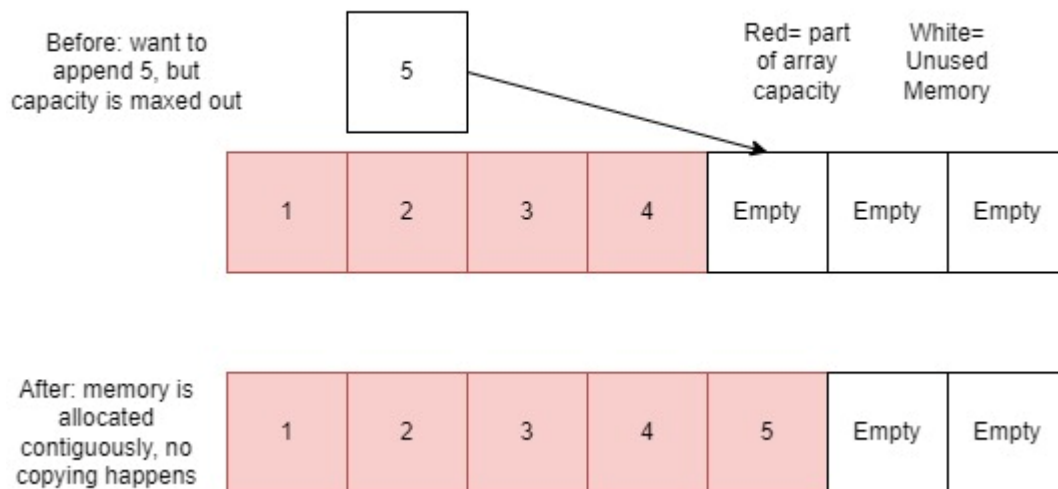 Before: want to
append 5, but
capacity is maxed out
5
Red= part
of array
capacity
White=
Unused
Memory
1 2 3 4 Empty Empty Empty
After: memory is
allocated
contiguously, no
copying happens
1 2 3 4 5 Empty Empty